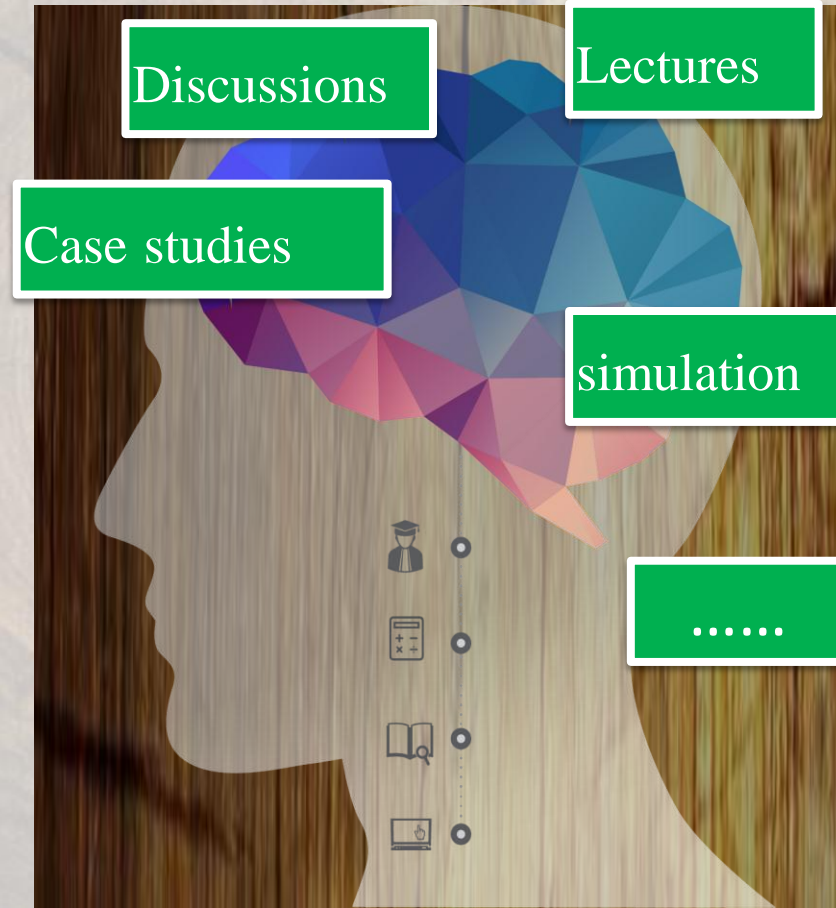 Discussions
Lectures
Case studies
simulation
......